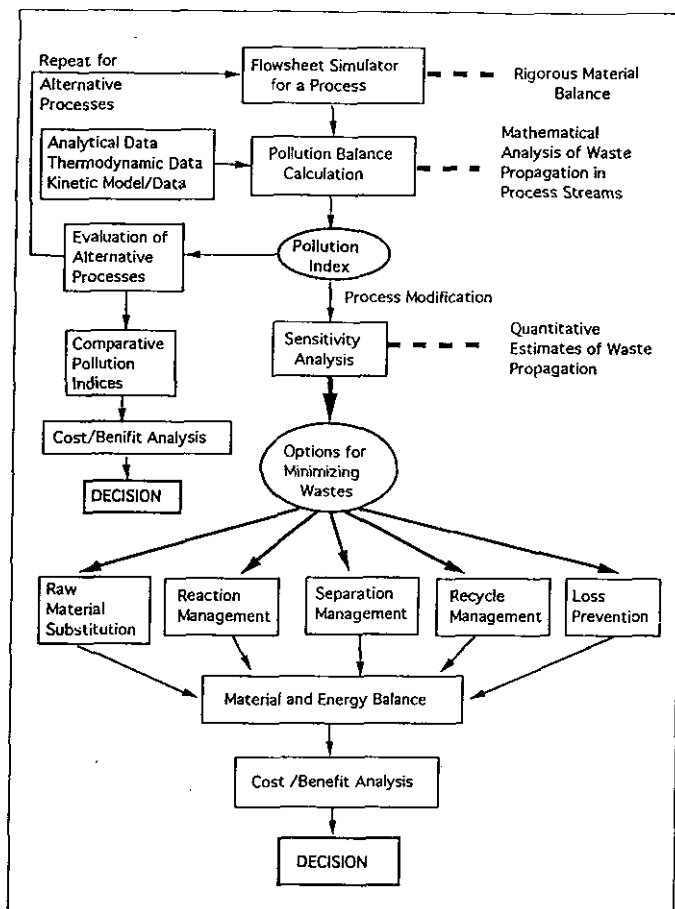 Repeat for
Alternative
Processes
Flowsheet Simulator
for a Process
Rigorous Material
Balance
Analytical Data
Thermodynamic Data
Kinetic Model/Data
Pollution Balance
Calculation
Mathematical
Analysis of Waste
Propagation in
Process Streams
Evaluation of
Alternative
Processes
Pollution
Index
Process Modification
Comparative
Pollution
Indices
Sensitivity
Analysis
Quantitative
Estimates of Waste
Propagation
Cost/Benifit Analysis
DECISION
Options for
Minimizing
Wastes
Raw
Material
Substitution
Reaction
Management
Separation
Management
Recycle
Management
Loss
Prevention
Material and Energy Balance
Cost /Benefit Analysis
DECISION